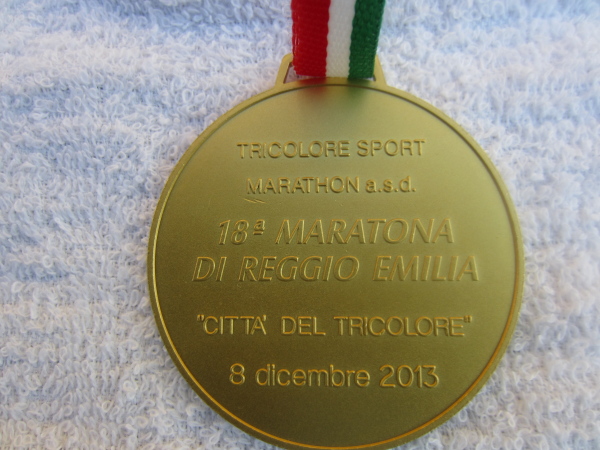 TRICOLORE SPORT
MARATHON a.s.d.
18ª MARATONA
DI REGGIO EMILIA
"CITTA' DEL TRICOLORE"
8 dicembre 2013